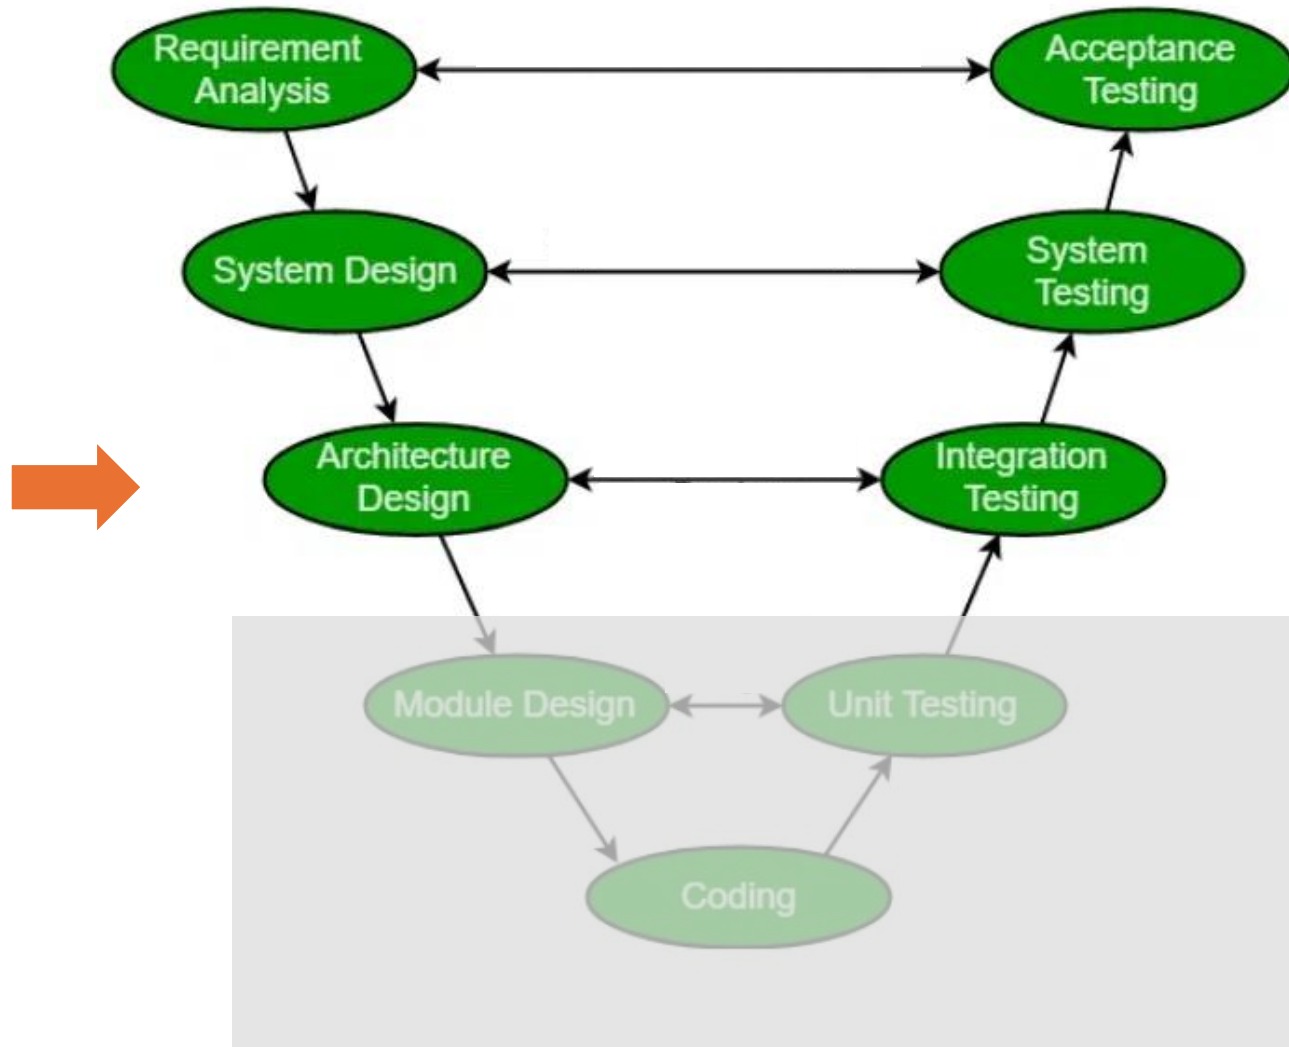 Requirement
Analysis
Acceptance
Testing
System Design
System
Testing
Architecture
Design
Integration
Testing
Module Design
Unit Testing
Coding